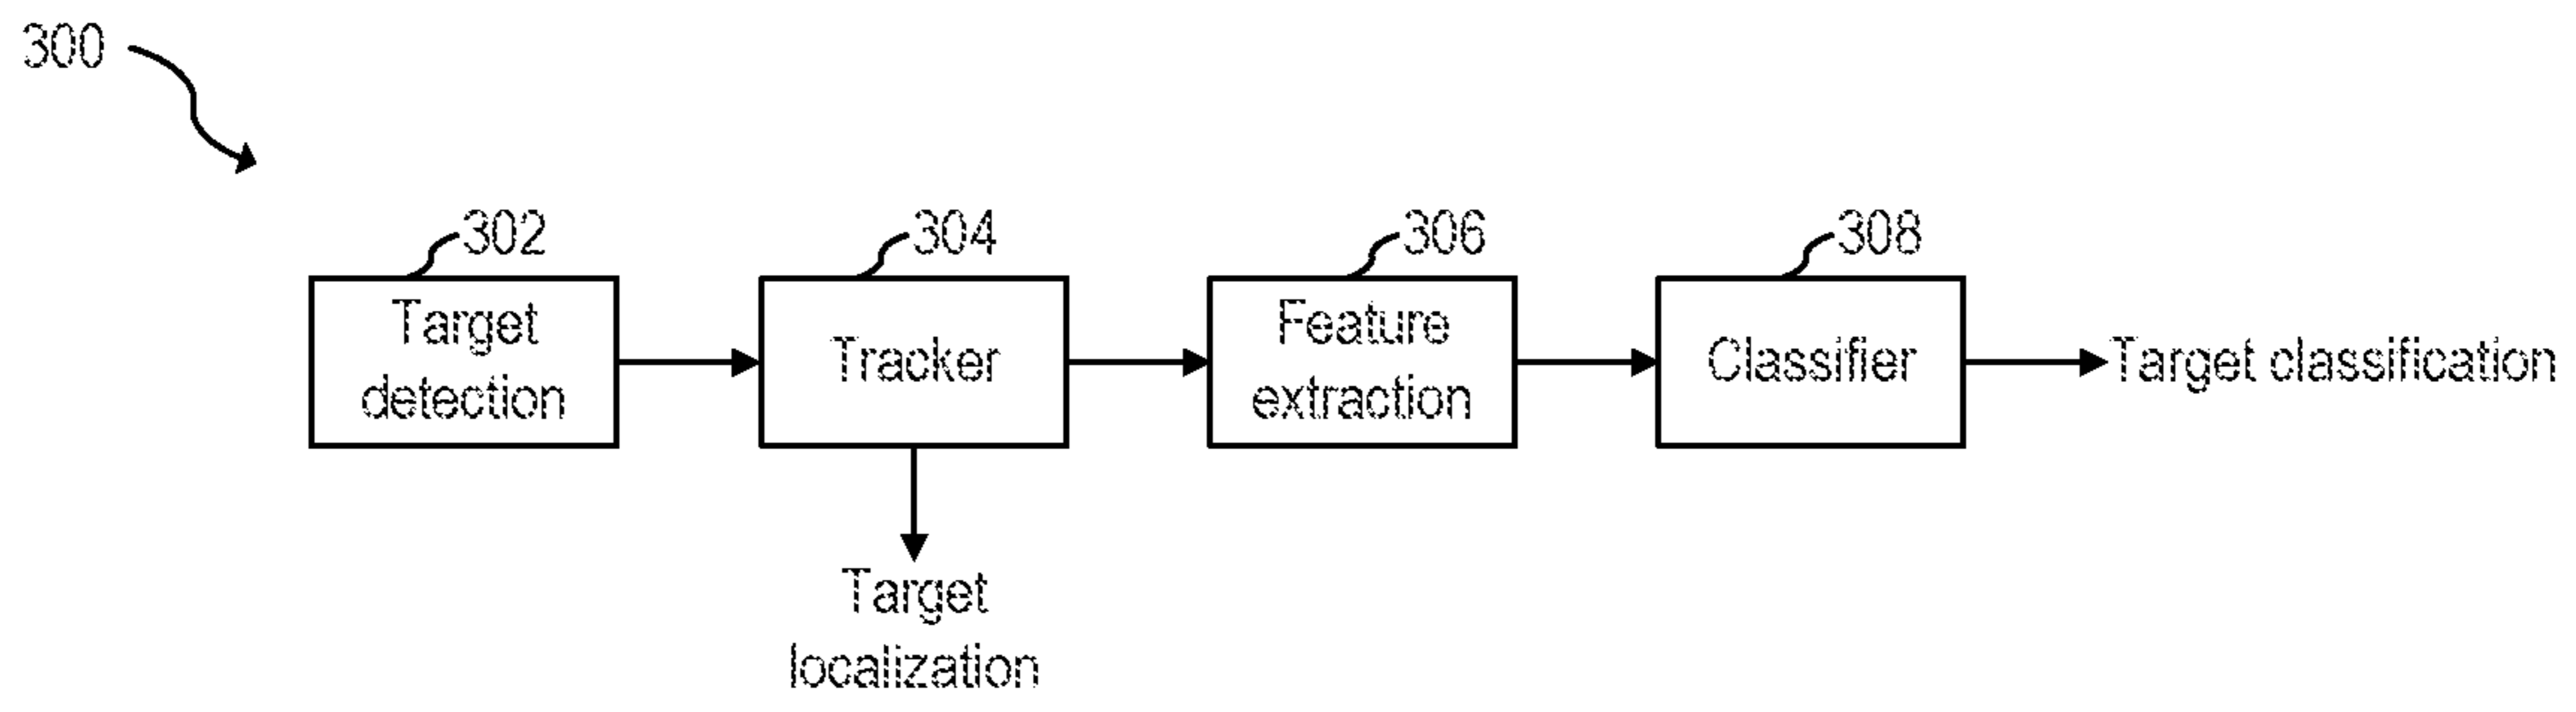 300
302
304
306
308
Target
detection
Tracker
Feature
extraction
Classifier
Target classification
Target
localization